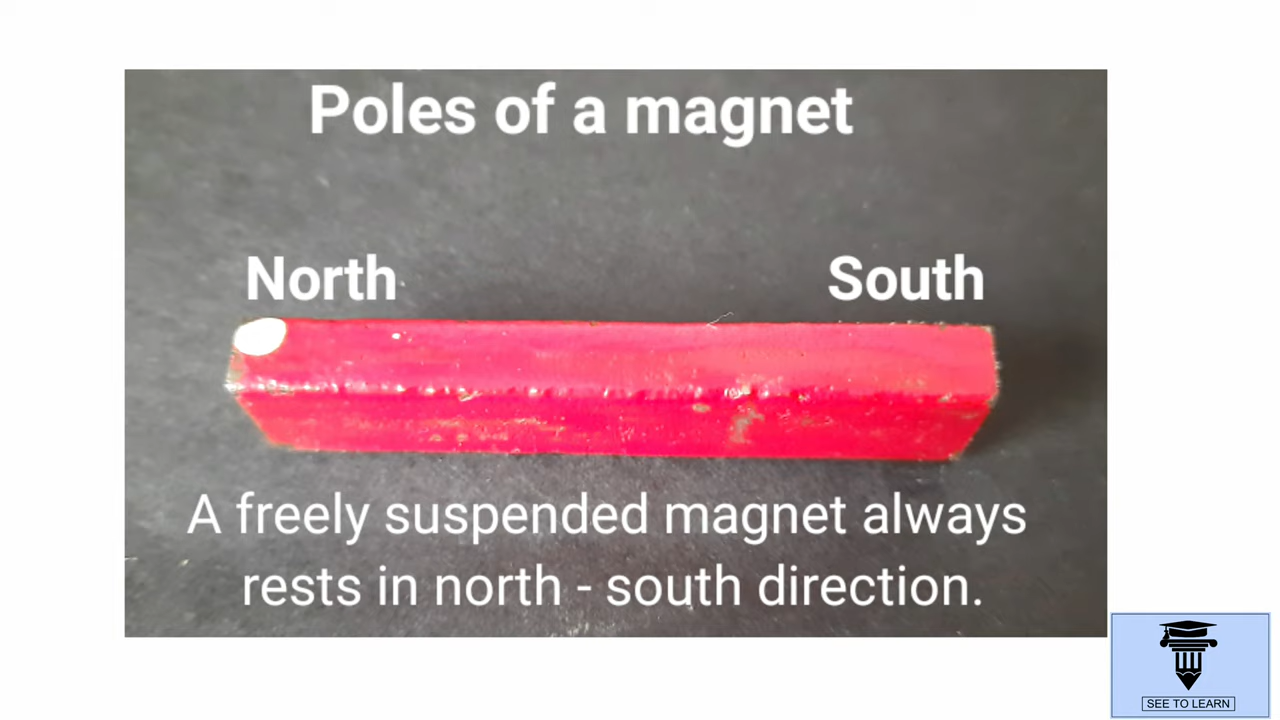 Poles of a magnet
North South
A freely suspended magnet always
rests in north - south direction.
SEE TO LEARN